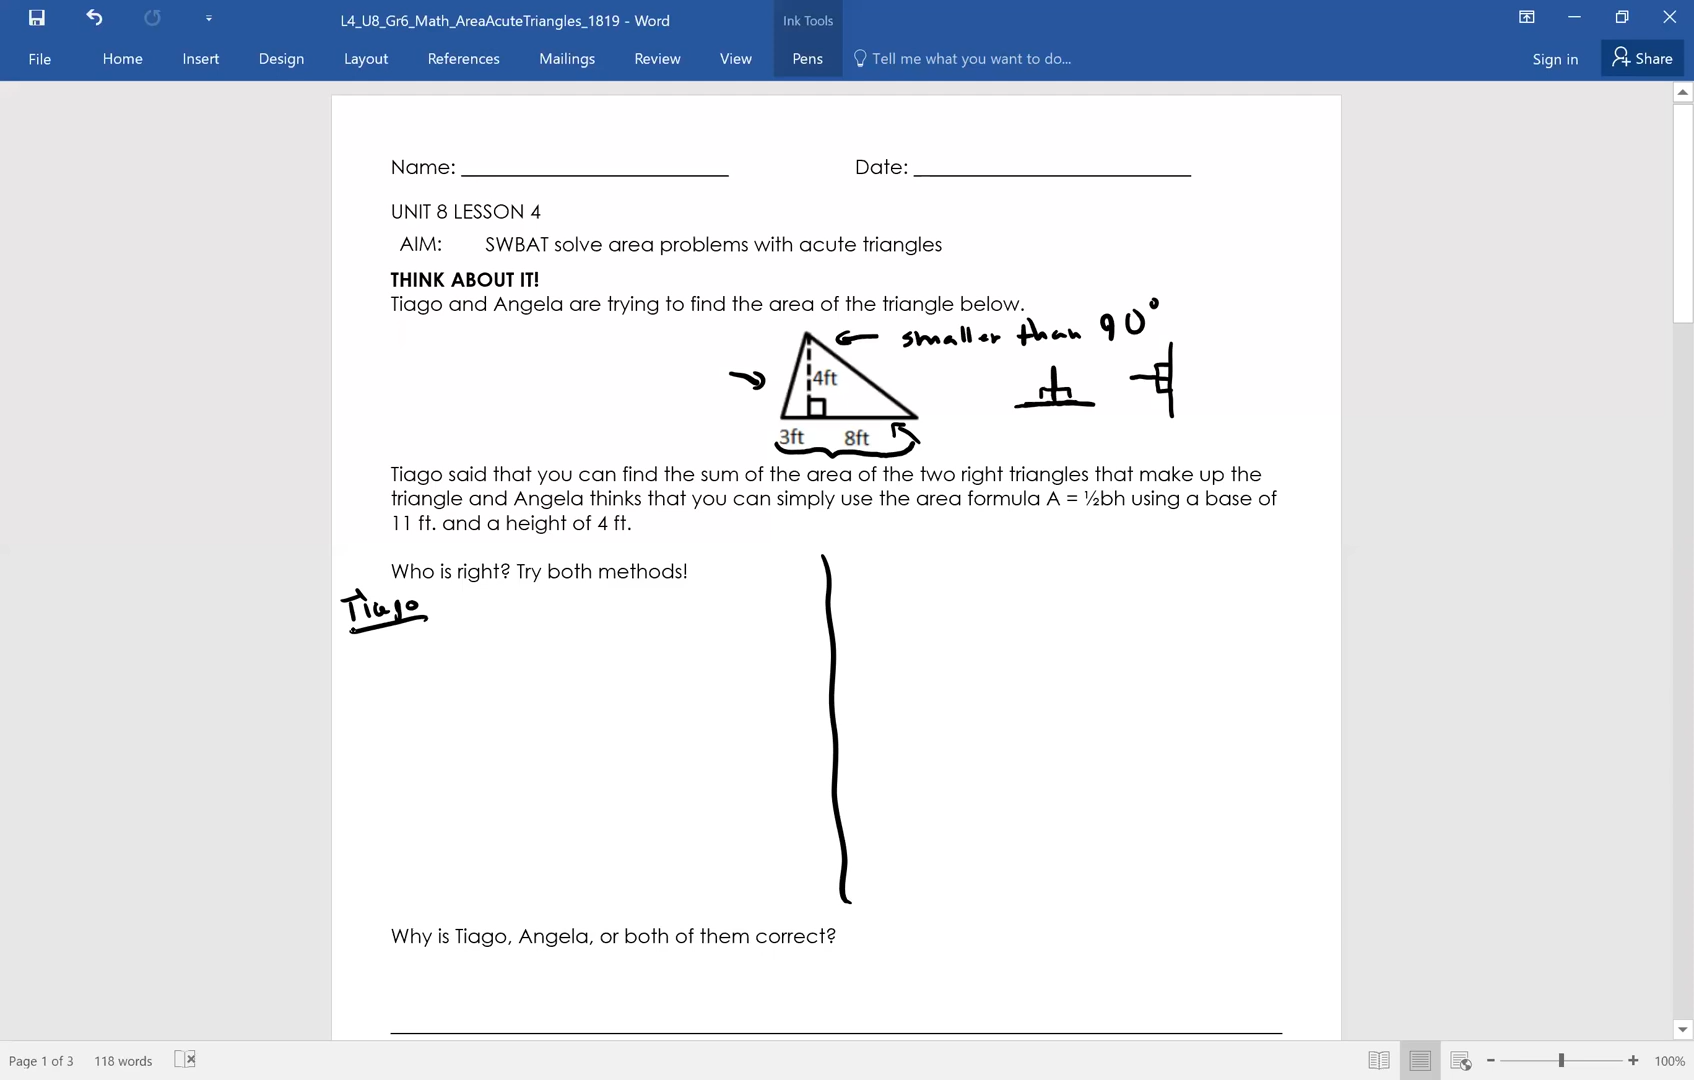 L4_U8_Gr6_Math_AreaAcuteTriangles_1819 - Word
Ink Tools
File Home Insert Design Layout References Mailings Review View Pens Tell me what you want to do... Sign in Share
Name: Date:
UNIT 8 LESSON 4
AIM: SWBAT solve area problems with acute triangles
THINK ABOUT IT!
Tiago and Angela are trying to find the area of the triangle below.
smaller than 90°
4ft
3ft 8ft
Tiago said that you can find the sum of the area of the two right triangles that make up the
triangle and Angela thinks that you can simply use the area formula A = ½bh using a base of
11 ft. and a height of 4 ft.
Who is right? Try both methods!
Tiago
Why is Tiago, Angela, or both of them correct?
Page 1 of 3 118 words 100%